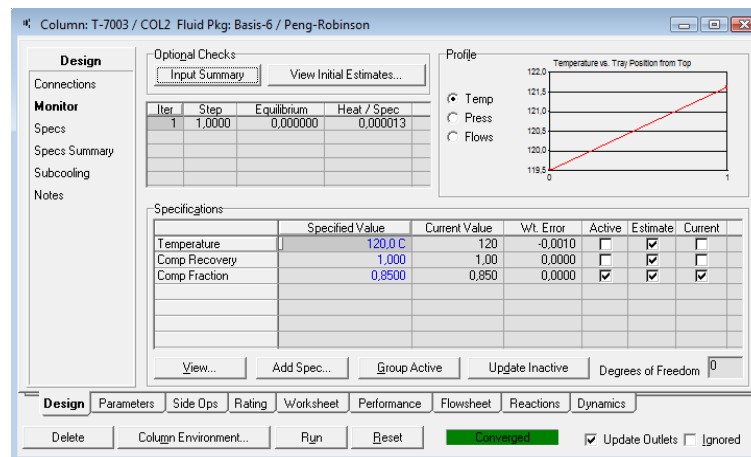 Column: T-7003 / COL2 Fluid Pkg: Basis-6 / Peng-Robinson
Design
Connections
Monitor
Specs
Specs Summary
Subcooling
Notes
Optional Checks
Input Summary
View Initial Estimates...
Iter Step Equilibrium Heat / Spec
1 1,0000 0,000000 0,000013
Profile
Temp
Press
Flows
Temperature vs. Tray Position from Top
122,0
121,5
121,0
120,5
120,0
119,5
0 1
Specifications
Specified Value Current Value Wt. Error Active Estimate Current
Temperature 120,0 C 120 -0,0010
Comp Recovery 1,000 1,00 0,0000
Comp Fraction 0,8500 0,850 0,0000
View... Add Spec... Group Active Update Inactive Degrees of Freedom 0
Design Parameters Side Ops Rating Worksheet Performance Flowsheet Reactions Dynamics
Delete Column Environment... Run Reset Converged Update Outlets Ignored